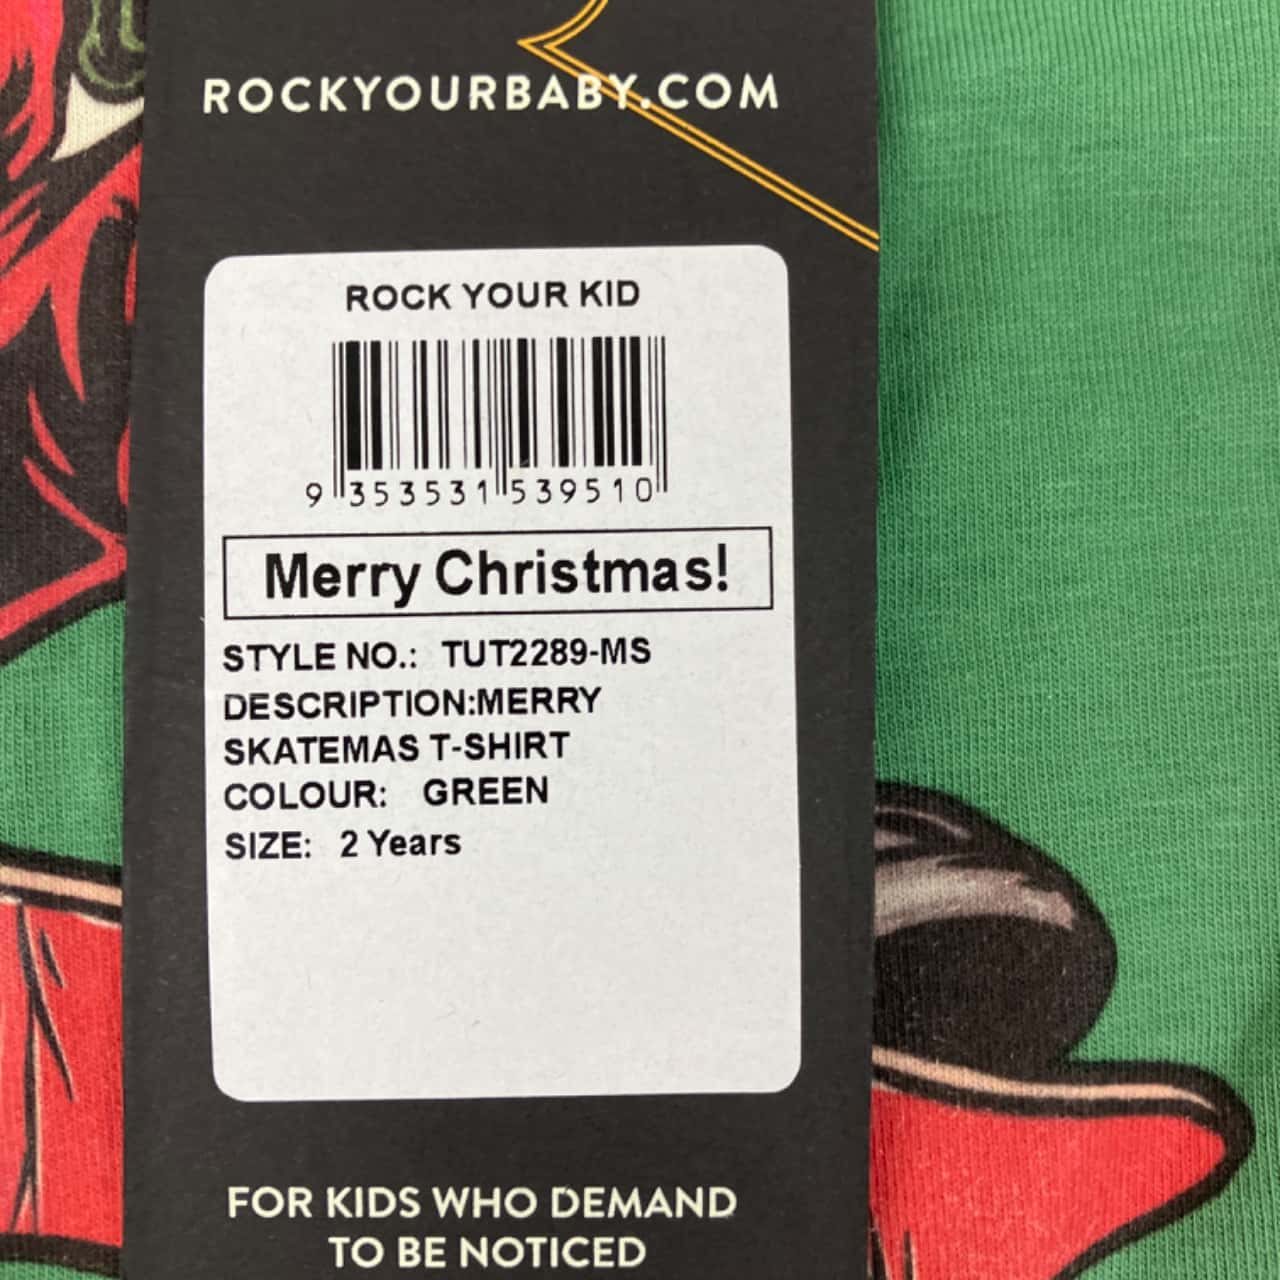 ROCKYOURBABY.COM
ROCK YOUR KID
9 353531 539510
Merry Christmas!
STYLE NO.: TUT2289-MS
DESCRIPTION:MERRY
SKATEMAS T-SHIRT
COLOUR: GREEN
SIZE: 2 Years
FOR KIDS WHO DEMAND
TO BE NOTICED